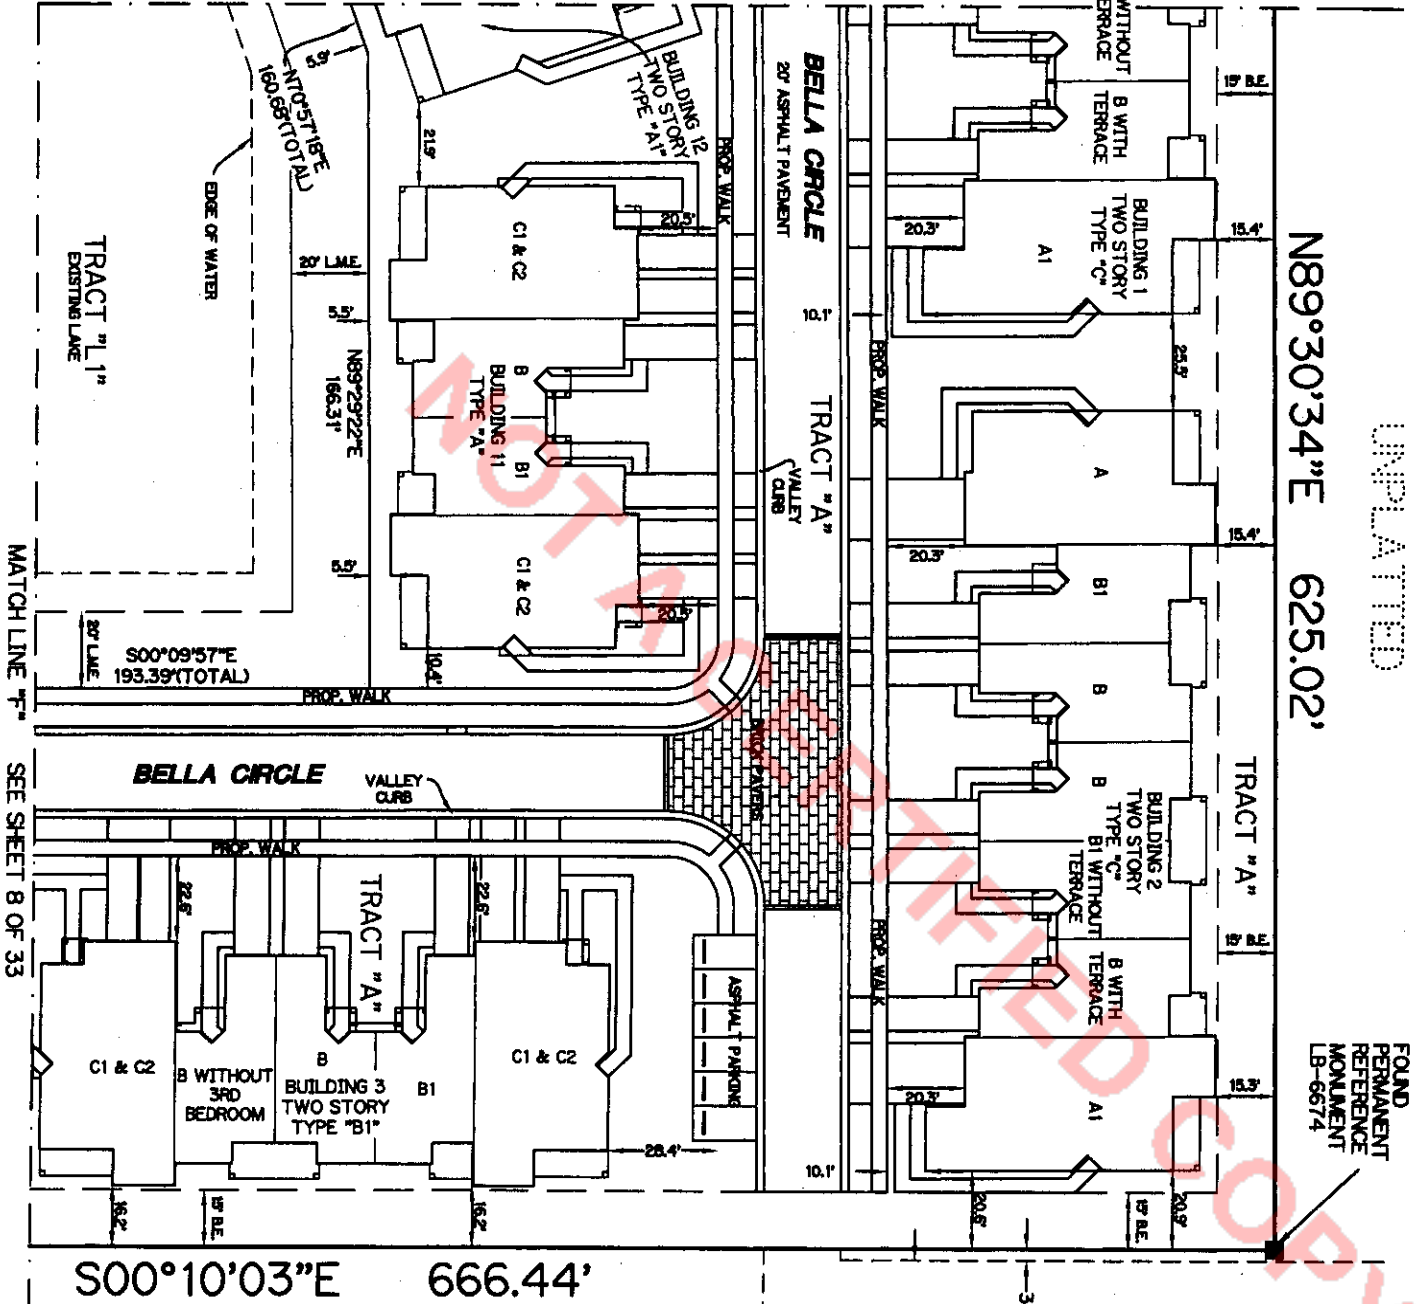 WITHOUT
TERRACE
B WITH
TERRACE
15' B.E.
BUILDING 12
TWO STORY
TYPE "A1"
BELLA CIRCLE
20' ASPHALT PAVEMENT
PROP. WALK
5.9'
N70°57'18"E
160.68'(TOTAL)
21.9'
EDGE OF WATER
TRACT "L1"
EXISTING LAKE
20' L.M.E.
C1 & C2
20.5'
BUILDING 1
TWO STORY
TYPE "C"
A1
20.3'
15.4'
N89°30'34"E 625.02'
UNPLATTED
10.1'
25.5'
PROP. WALK
5.5'
N89°29'22"E
166.31'
B
BUILDING 11
TYPE "A"
B1
TRACT "A"
VALLEY
CURB
A
20.3'
15.4'
5.5'
C1 & C2
20.5'
10.4'
B1
B
B
BUILDING 2
TWO STORY
TYPE "C"
B1 WITHOUT
TERRACE
B WITH
TERRACE
TRACT "A"
15' B.E.
20' L.M.E.
S00°09'57"E
193.39'(TOTAL)
PROP. WALK
MATCH LINE "F" SEE SHEET 8 OF 33
BELLA CIRCLE
VALLEY
CURB
BRICK PAVERS
PROP. WALK
PROP. WALK
22.6'
22.6'
TRACT "A"
ASPHALT PARKING
C1 & C2
B WITHOUT
3RD
BEDROOM
B
BUILDING 3
TWO STORY
TYPE "B1"
B1
C1 & C2
28.4'
10.1'
20.3'
A1
15.3'
FOUND
PERMANENT
REFERENCE
MONUMENT
LB-6674
16.2'
15' B.E.
16.2'
20.6'
15' B.E.
20.9'
3
S00°10'03"E 666.44'
NOT A CERTIFIED COPY